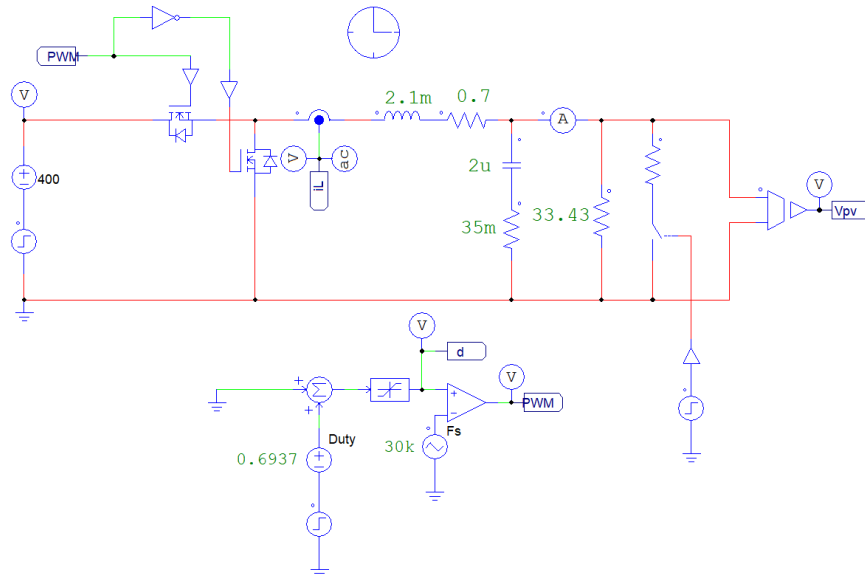 PWM
V
2.1m
0.7
A
400
V
ac
iL
2u
35m
33.43
V
Vpv
V
d
V
PWM
Σ
Duty
0.6937
Fs
30k